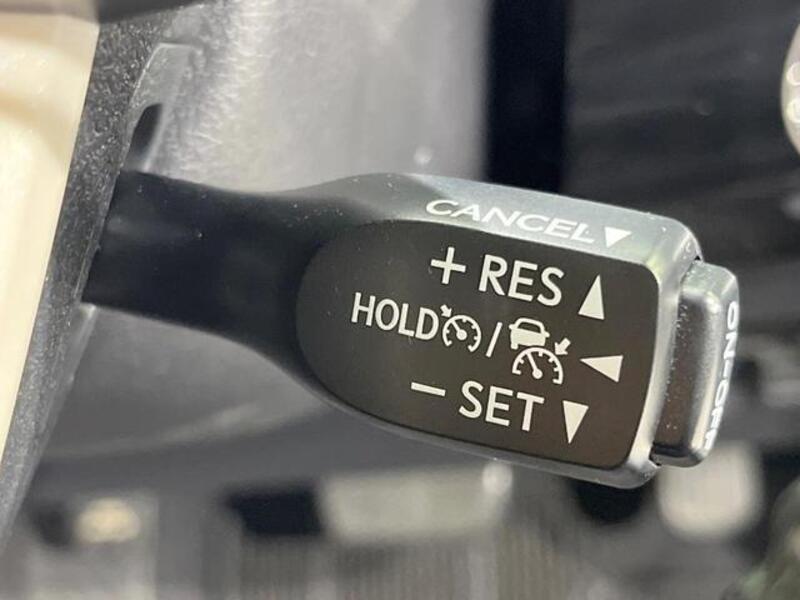 CANCEL▼
+ RES ▲
HOLD / ◀
− SET ▼
ON-OFF